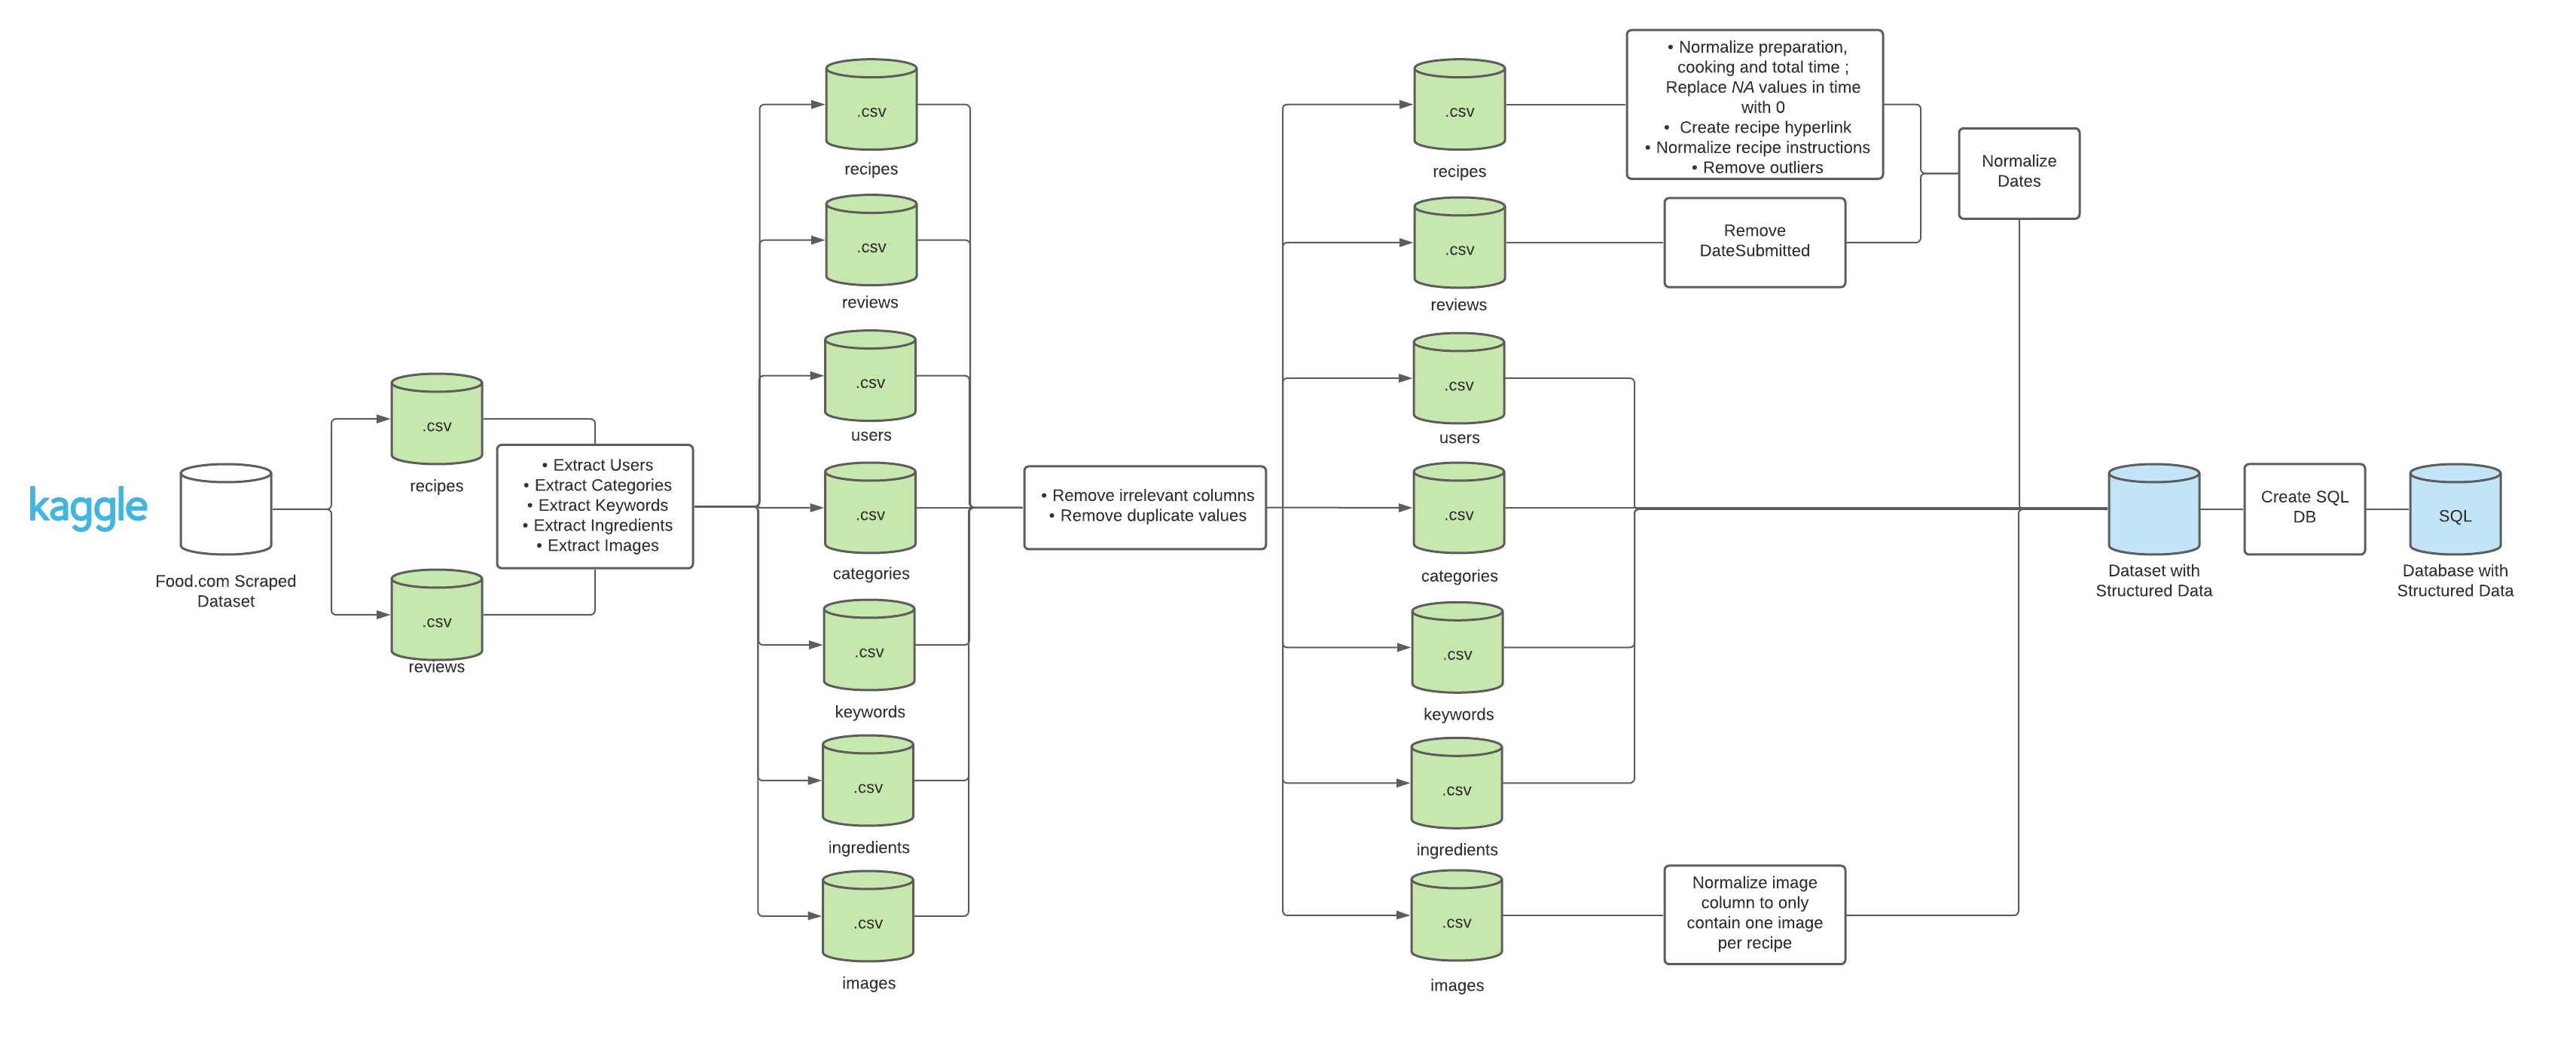 kaggle
Food.com Scraped
Dataset
.csv
recipes
.csv
reviews
• Extract Users
• Extract Categories
• Extract Keywords
• Extract Ingredients
• Extract Images
.csv
recipes
.csv
reviews
.csv
users
.csv
categories
.csv
keywords
.csv
ingredients
.csv
images
• Remove irrelevant columns
• Remove duplicate values
.csv
recipes
.csv
reviews
.csv
users
.csv
categories
.csv
keywords
.csv
ingredients
.csv
images
• Normalize preparation,
cooking and total time ;
Replace NA values in time
with 0
• Create recipe hyperlink
• Normalize recipe instructions
• Remove outliers
Remove
DateSubmitted
Normalize
Dates
Normalize image
column to only
contain one image
per recipe
Dataset with
Structured Data
Create SQL
DB
SQL
Database with
Structured Data